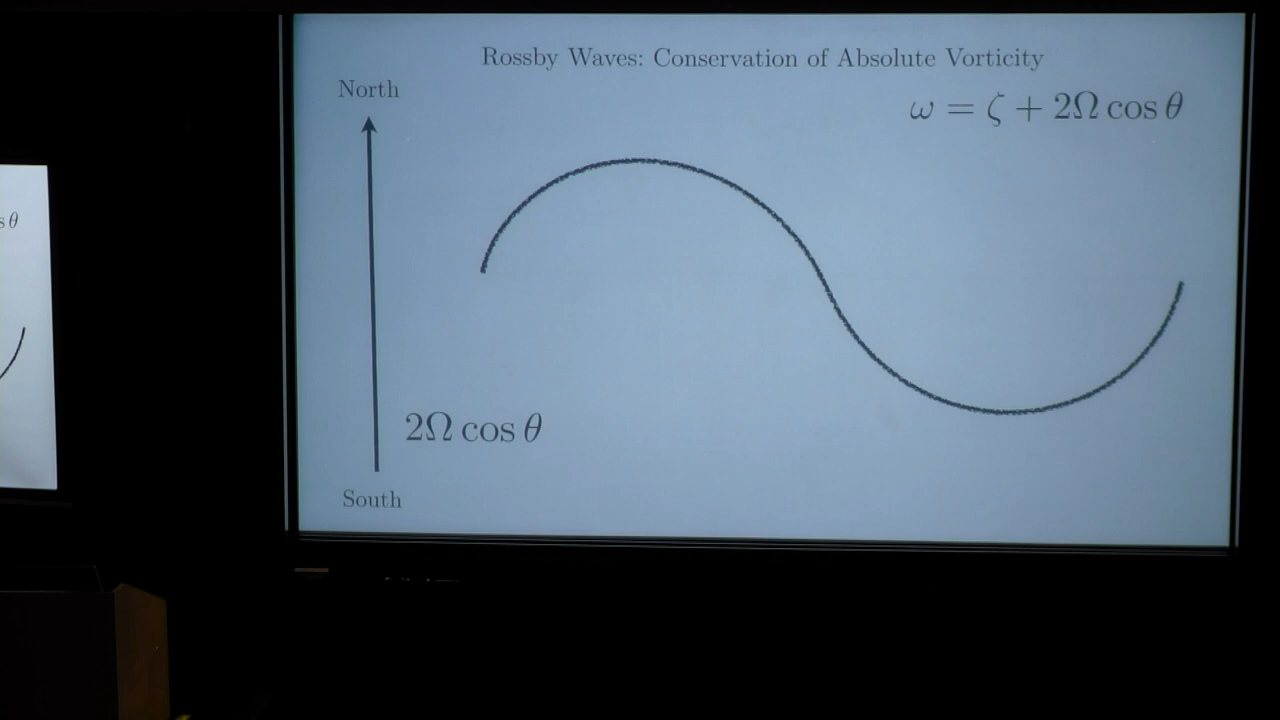 Rossby Waves: Conservation of Absolute Vorticity
North
ω = ζ + 2Ω cos θ
2Ω cos θ
South
s θ